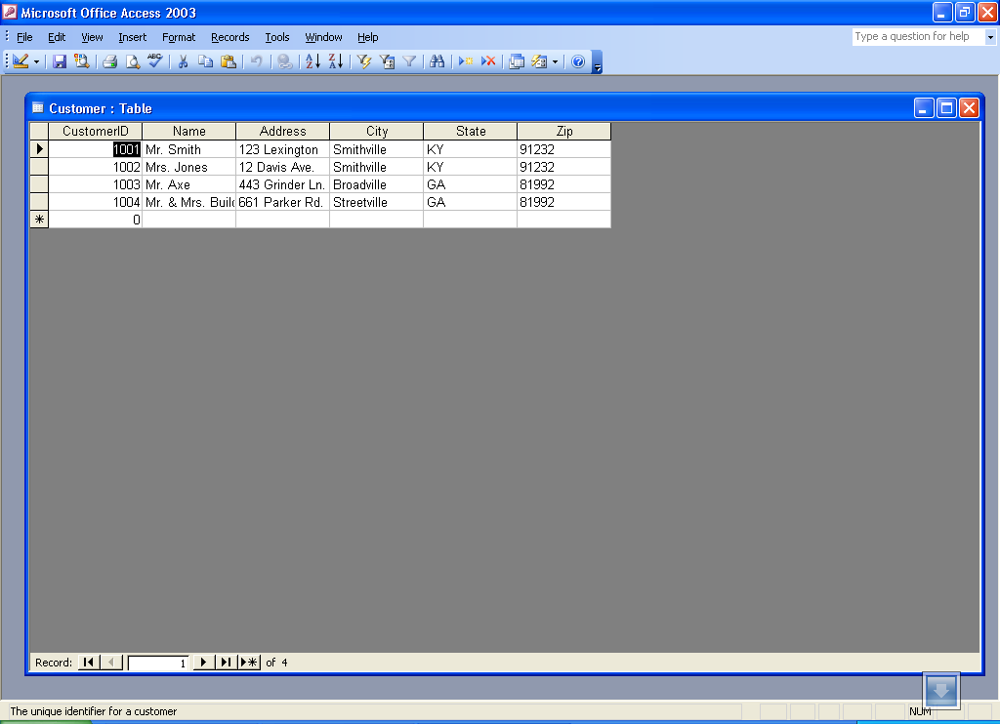 Microsoft Office Access 2003
File Edit View Insert Format Records Tools Window Help Type a question for help
Customer : Table
CustomerID Name Address City State Zip
1001 Mr. Smith 123 Lexington Smithville KY 91232
1002 Mrs. Jones 12 Davis Ave. Smithville KY 91232
1003 Mr. Axe 443 Grinder Ln. Broadville GA 81992
1004 Mr. & Mrs. Build 661 Parker Rd. Streetville GA 81992
0
Record: 1 of 4
The unique identifier for a customer NUM